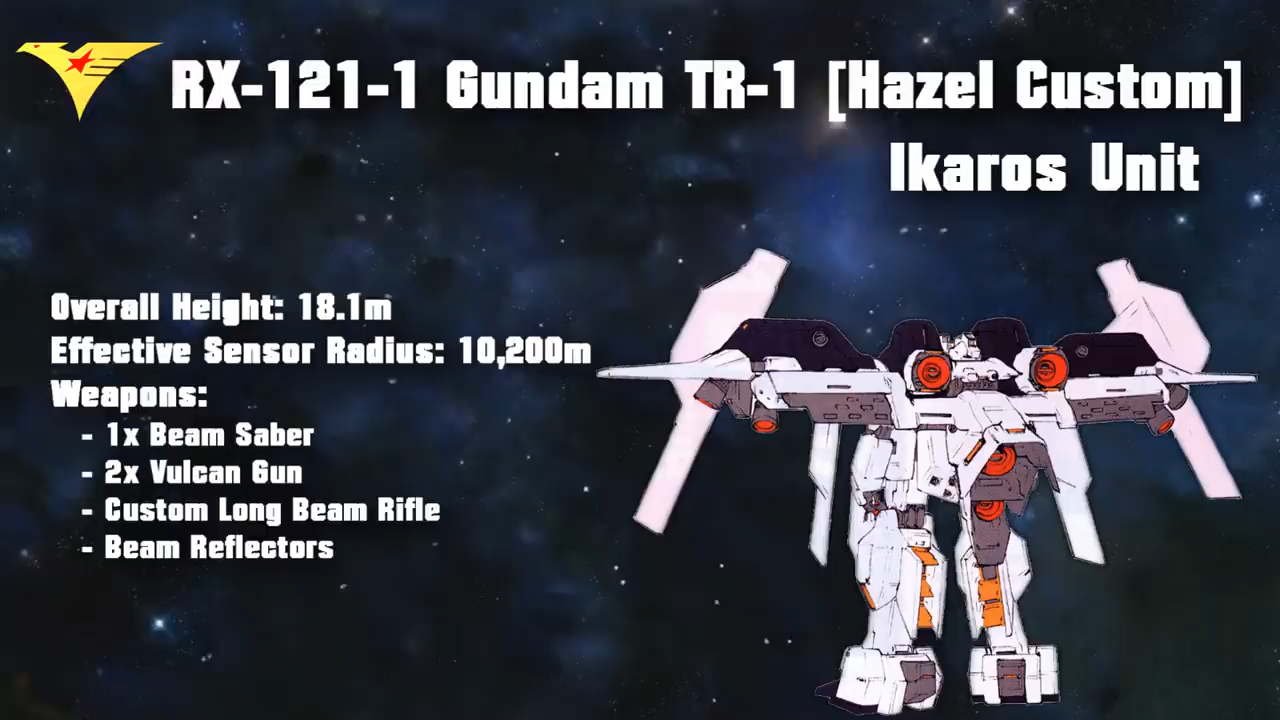 RX-121-1 Gundam TR-1 [Hazel Custom]
Ikaros Unit
Overall Height: 18.1m
Effective Sensor Radius: 10,200m
Weapons:
- 1x Beam Saber
- 2x Vulcan Gun
- Custom Long Beam Rifle
- Beam Reflectors